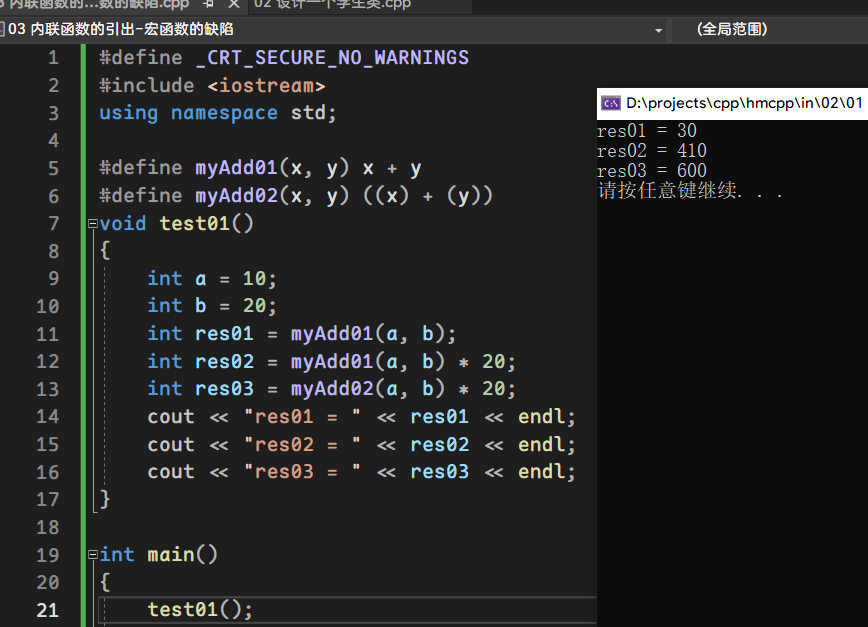 内联函数的...数的缺陷.cpp 02 设计一个学生类.cpp
03 内联函数的引出-宏函数的缺陷 (全局范围)
1 #define _CRT_SECURE_NO_WARNINGS
2 #include <iostream>
3 using namespace std;
4
5 #define myAdd01(x, y) x + y
6 #define myAdd02(x, y) ((x) + (y))
7 void test01()
8 {
9 int a = 10;
10 int b = 20;
11 int res01 = myAdd01(a, b);
12 int res02 = myAdd01(a, b) * 20;
13 int res03 = myAdd02(a, b) * 20;
14 cout << "res01 = " << res01 << endl;
15 cout << "res02 = " << res02 << endl;
16 cout << "res03 = " << res03 << endl;
17 }
18
19 int main()
20 {
21 test01();
D:\projects\cpp\hmcpp\in\02\01
res01 = 30
res02 = 410
res03 = 600
请按任意键继续. . .